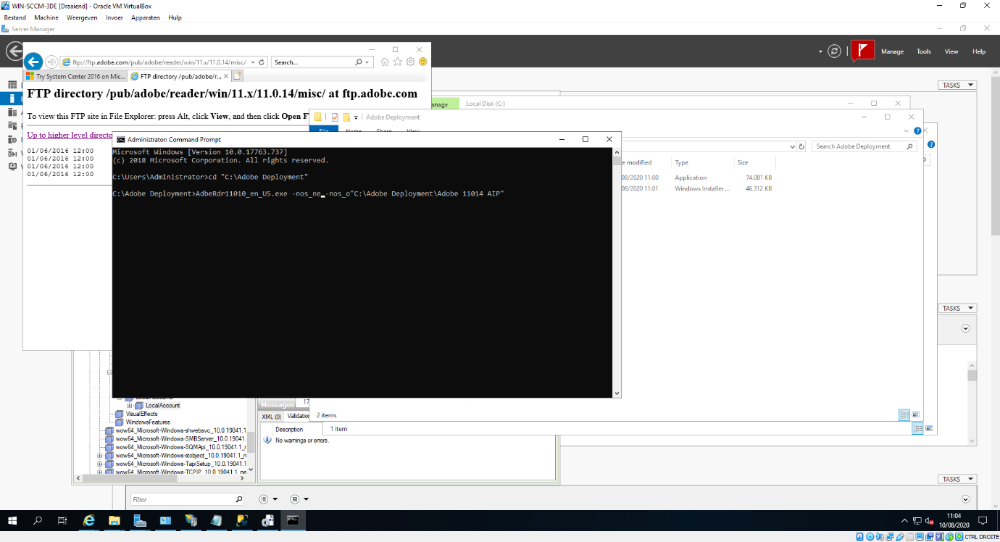 WIN-SCCM-3DE [Draaiend] - Oracle VM VirtualBox
Bestand Machine Weergeven Invoer Apparaten Hulp
Server Manager
Manage Tools View Help
ftp://ftp.adobe.com/pub/adobe/reader/win/11.x/11.0.14/misc/
Search...
Try System Center 2016 on Mic...
FTP directory /pub/adobe/r...
FTP directory /pub/adobe/reader/win/11.x/11.0.14/misc/ at ftp.adobe.com
To view this FTP site in File Explorer: press Alt, click View, and then click Open F
Up to higher level directo
01/06/2016 12:00
01/06/2016 12:00
01/06/2016 12:00
01/06/2016 12:00
TASKS
anage
Local Disk (C:)
Adobe Deployment
File Home Share View
Search Adobe Deployment
e modified Type Size
08/2020 11:00 Application 74.081 KB
08/2020 11:01 Windows Installer ... 46.312 KB
Administrator: Command Prompt
Microsoft Windows [Version 10.0.17763.737]
(c) 2018 Microsoft Corporation. All rights reserved.
C:\Users\Administrator>cd "C:\Adobe Deployment"
C:\Adobe Deployment>AdbeRdr11010_en_US.exe -nos_ne -nos_o"C:\Adobe Deployment\Adobe 11014 AIP"
TASKS
2 items
1 item
LocalAccount
VisualEffects
WindowsFeatures
wow64_Microsoft-Windows-shwebsvc_10.0.19041.1
wow64_Microsoft-Windows-SMBServer_10.0.19041.1
wow64_Microsoft-Windows-SQMApi_10.0.19041.1_r
wow64_Microsoft-Windows-stobject_10.0.19041.1_n
wow64_Microsoft-Windows-TapiSetup_10.0.19041.1
wow64_Microsoft-Windows-TCPIP_10.0.19041.1_ne
Messages
17
XML (0) Validation
Description
No warnings or errors.
TASKS
Filter
11:04
10/08/2020
CTRL DROITE